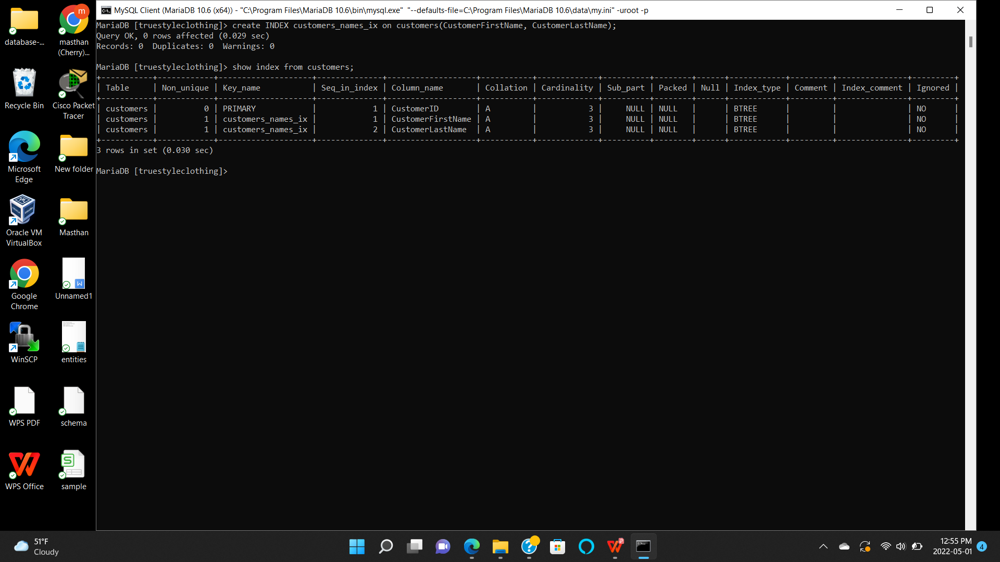 MySQL Client (MariaDB 10.6 (x64)) - "C:\Program Files\MariaDB 10.6\bin\mysql.exe"  "--defaults-file=C:\Program Files\MariaDB 10.6\data\my.ini" -uroot -p
MariaDB [truestyleclothing]> create INDEX customers_names_ix on customers(CustomerFirstName, CustomerLastName);
Query OK, 0 rows affected (0.029 sec)
Records: 0  Duplicates: 0  Warnings: 0
MariaDB [truestyleclothing]> show index from customers;
+-----------+------------+--------------------+--------------+-------------------+-----------+-------------+----------+--------+------+------------+---------+---------------+---------+
| Table     | Non_unique | Key_name           | Seq_in_index | Column_name       | Collation | Cardinality | Sub_part | Packed | Null | Index_type | Comment | Index_comment | Ignored |
+-----------+------------+--------------------+--------------+-------------------+-----------+-------------+----------+--------+------+------------+---------+---------------+---------+
| customers |          0 | PRIMARY            |            1 | CustomerID        | A         |           3 |     NULL | NULL   |      | BTREE      |         |               | NO      |
| customers |          1 | customers_names_ix |            1 | CustomerFirstName | A         |           3 |     NULL | NULL   |      | BTREE      |         |               | NO      |
| customers |          1 | customers_names_ix |            2 | CustomerLastName  | A         |           3 |     NULL | NULL   |      | BTREE      |         |               | NO      |
+-----------+------------+--------------------+--------------+-------------------+-----------+-------------+----------+--------+------+------------+---------+---------------+---------+
3 rows in set (0.030 sec)
MariaDB [truestyleclothing]>
database-...
m
masthan
(Cherry)...
Recycle Bin
Cisco Packet
Tracer
Microsoft
Edge
New folder
Oracle VM
VirtualBox
Masthan
Google
Chrome
W
Unnamed1
WinSCP
entities
WPS PDF
schema
WPS Office
S
sample
51°F
Cloudy
12:55 PM
2022-05-01
4